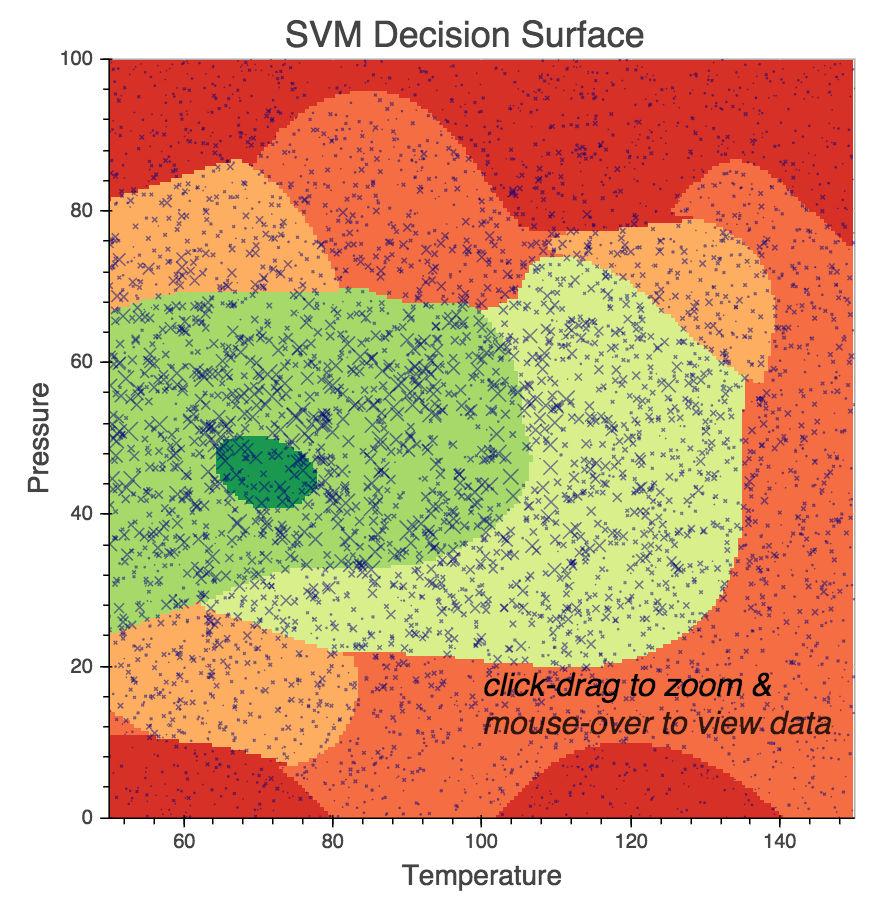 SVM Decision Surface
100
80
60
40
20
0
Pressure
click-drag to zoom &
mouse-over to view data
60
80
100
120
140
Temperature